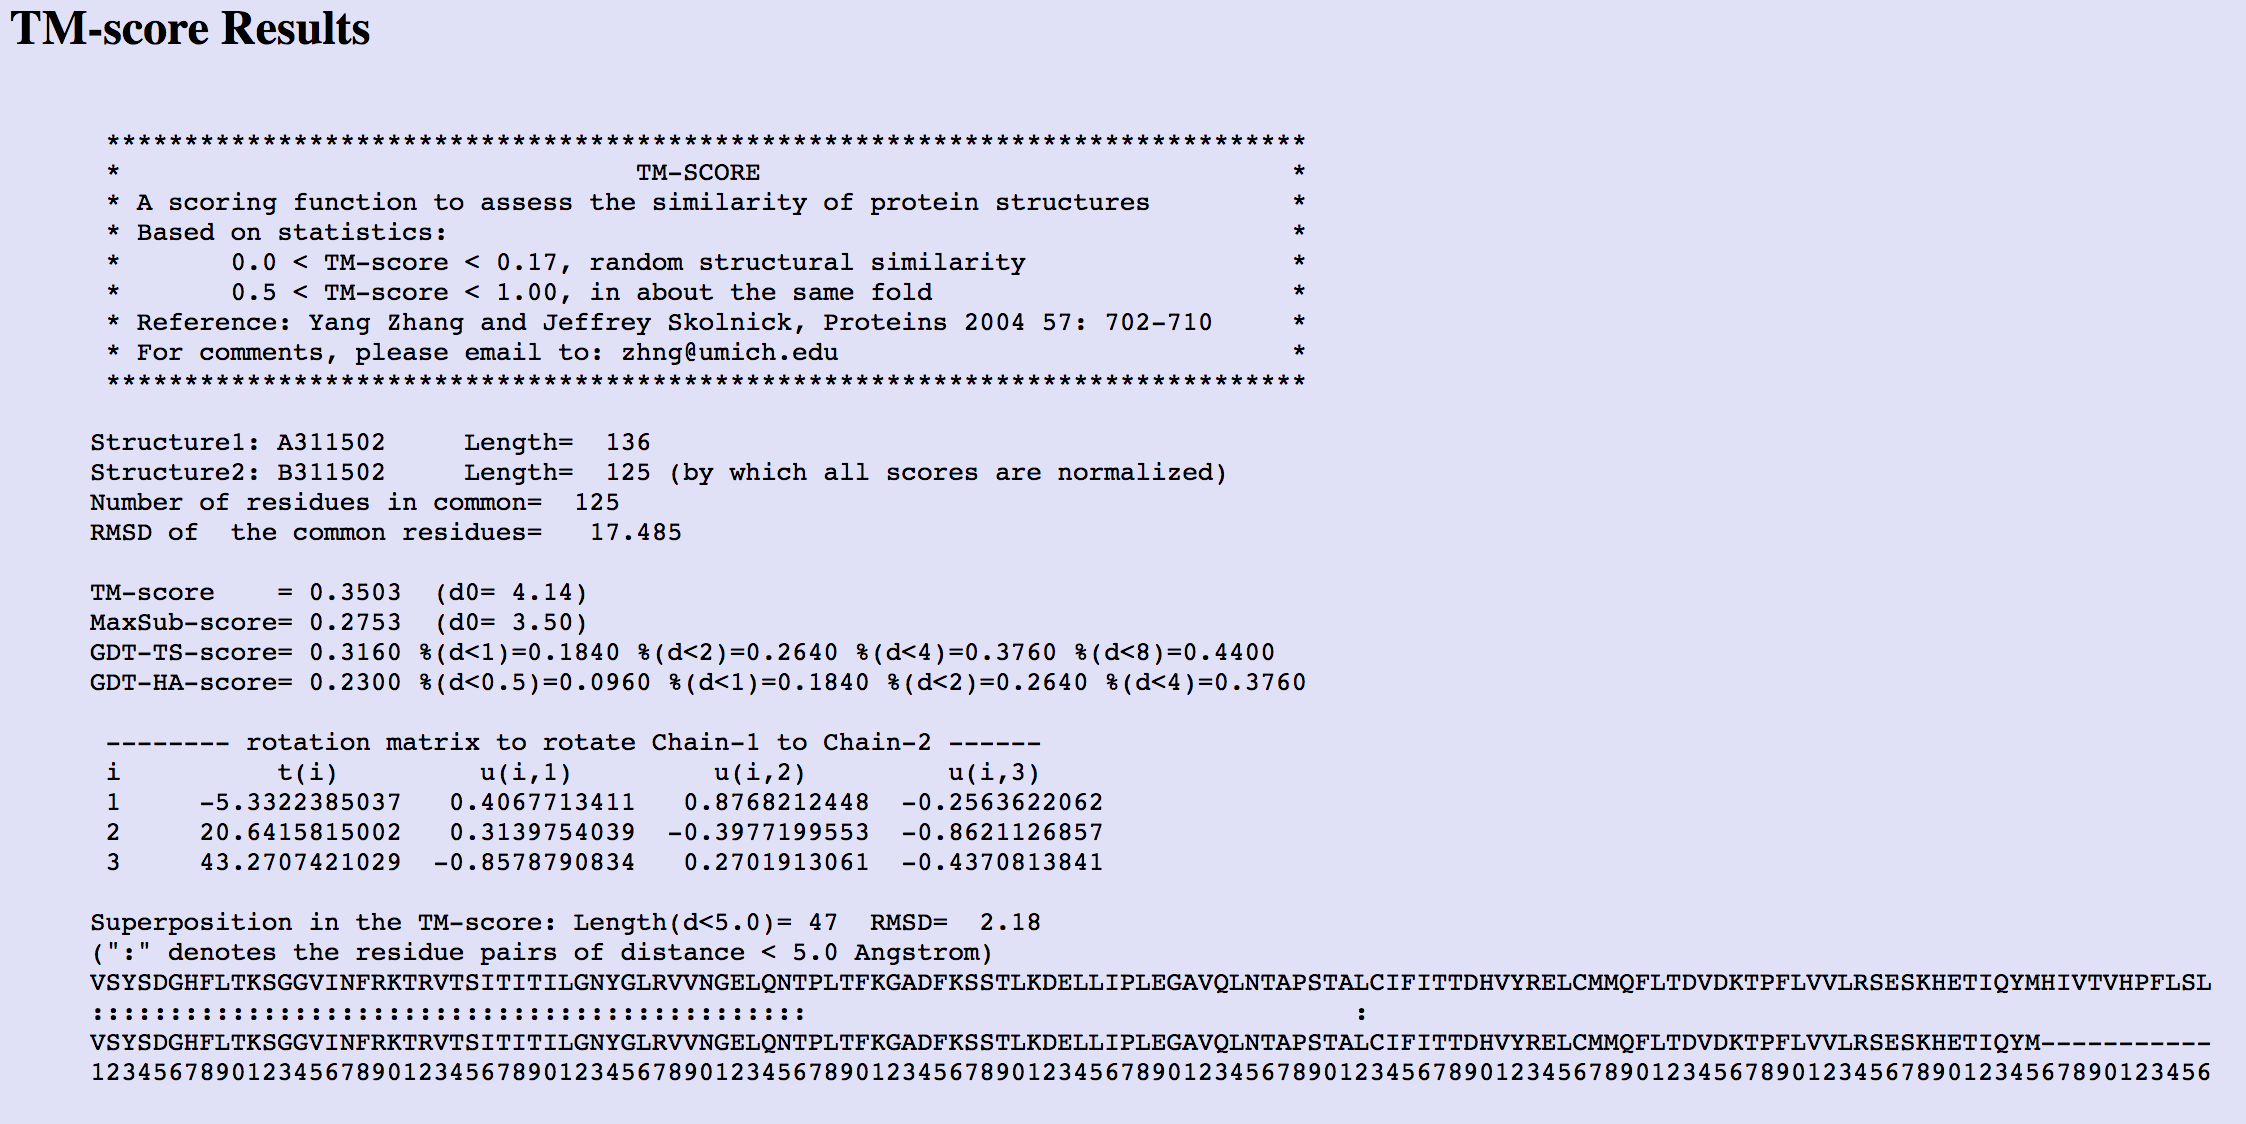 TM-score Results
*****************************************************************************
* TM-SCORE *
* A scoring function to assess the similarity of protein structures *
* Based on statistics: *
* 0.0 < TM-score < 0.17, random structural similarity *
* 0.5 < TM-score < 1.00, in about the same fold *
* Reference: Yang Zhang and Jeffrey Skolnick, Proteins 2004 57: 702-710 *
* For comments, please email to: zhng@umich.edu *
*****************************************************************************
Structure1: A311502 Length= 136
Structure2: B311502 Length= 125 (by which all scores are normalized)
Number of residues in common= 125
RMSD of the common residues= 17.485
TM-score = 0.3503 (d0= 4.14)
MaxSub-score= 0.2753 (d0= 3.50)
GDT-TS-score= 0.3160 %(d<1)=0.1840 %(d<2)=0.2640 %(d<4)=0.3760 %(d<8)=0.4400
GDT-HA-score= 0.2300 %(d<0.5)=0.0960 %(d<1)=0.1840 %(d<2)=0.2640 %(d<4)=0.3760
-------- rotation matrix to rotate Chain-1 to Chain-2 ------
i t(i) u(i,1) u(i,2) u(i,3)
1 -5.3322385037 0.4067713411 0.8768212448 -0.2563622062
2 20.6415815002 0.3139754039 -0.3977199553 -0.8621126857
3 43.2707421029 -0.8578790834 0.2701913061 -0.4370813841
Superposition in the TM-score: Length(d<5.0)= 47 RMSD= 2.18
(":" denotes the residue pairs of distance < 5.0 Angstrom)
VSYSDGHFLTKSGGVINFRKTRVTSITITILGNYGLRVVNGELQNTPLTFKGADFKSSTLKDELLIPLEGAVQLNTAPSTALCIFITTDHVYRELCMMQFLTDVDKTPFLVVLRSESKHETIQYMHIVTVHPFLSL
:::::::::::::::::::::::::::::::::::::::::::::: :
VSYSDGHFLTKSGGVINFRKTRVTSITITILGNYGLRVVNGELQNTPLTFKGADFKSSTLKDELLIPLEGAVQLNTAPSTALCIFITTDHVYRELCMMQFLTDVDKTPFLVVLRSESKHETIQYM-----------
1234567890123456789012345678901234567890123456789012345678901234567890123456789012345678901234567890123456789012345678901234567890123456